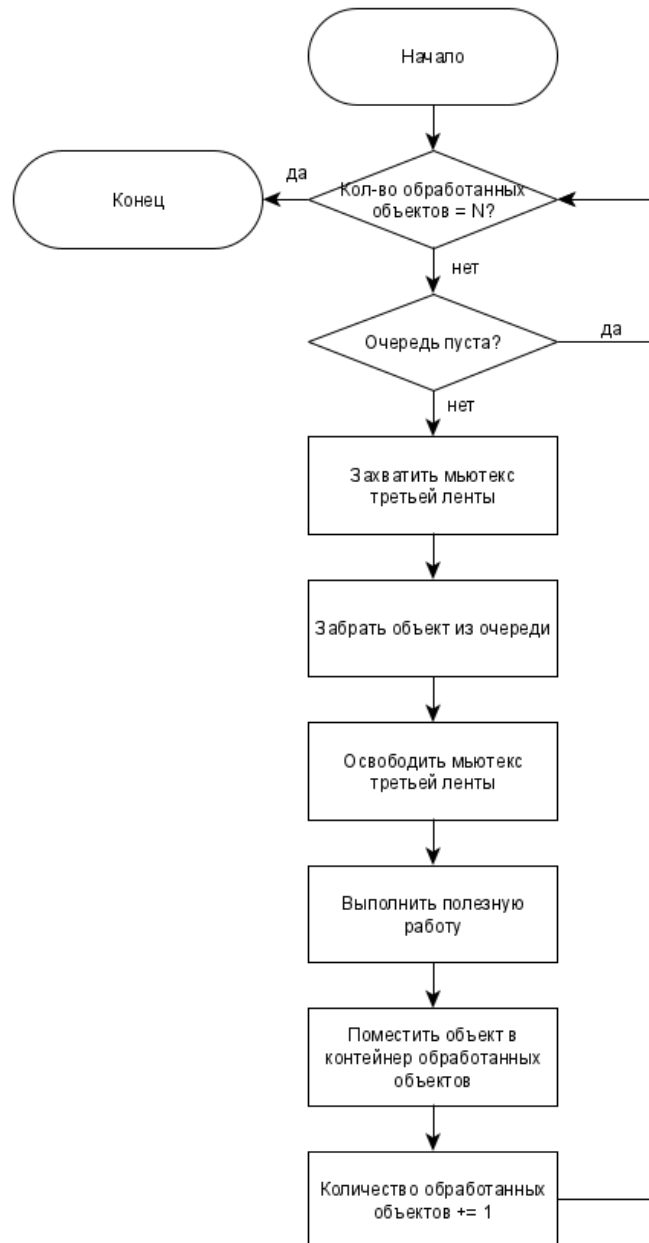 Начало
да
Кол-во обработанных
объектов = N?
Конец
нет
Очередь пуста?
да
нет
Захватить мьютекс
третьей ленты
Забрать объект из очереди
Освободить мьютекс
третьей ленты
Выполнить полезную
работу
Поместить объект в
контейнер обработанных
объектов
Количество обработанных
объектов += 1